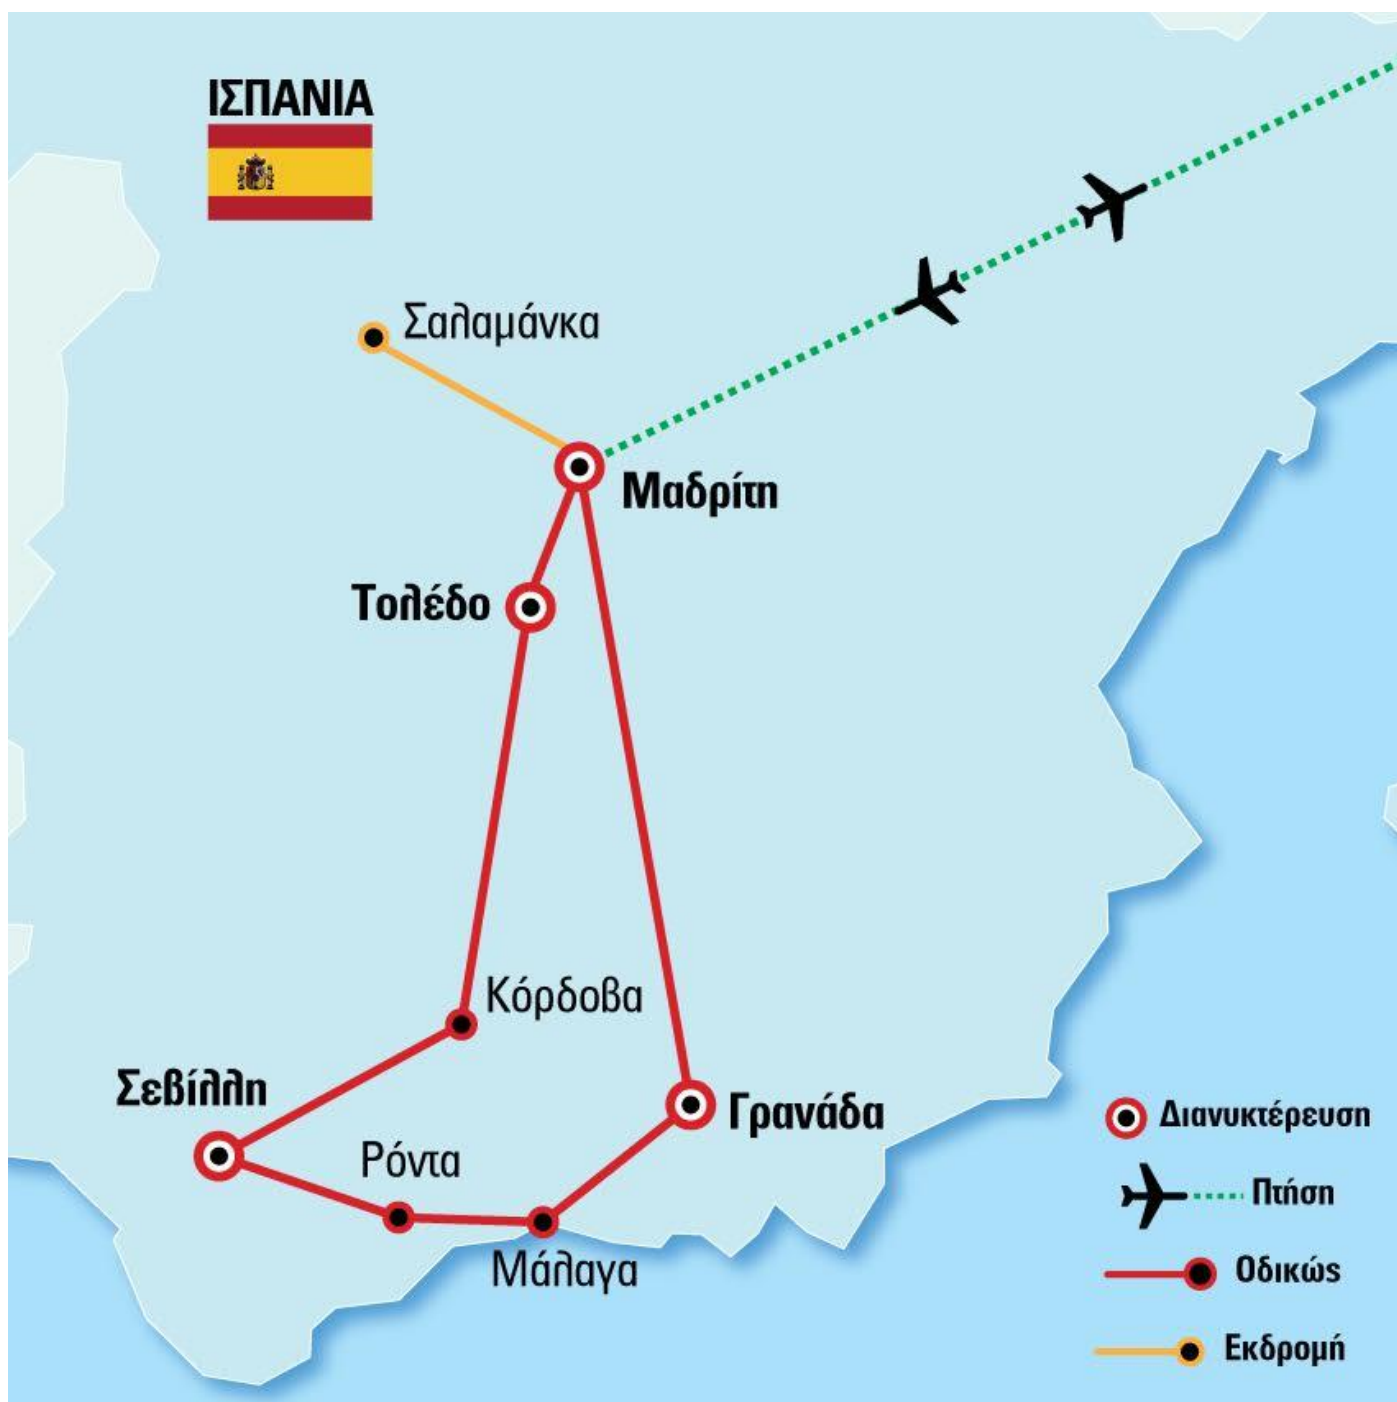 ΙΣΠΑΝΙΑ
Σαλαμάνκα
Μαδρίτη
Τολέδο
Κόρδοβα
Σεβίλλη
Γρανάδα
Ρόντα
Μάλαγα
Διανυκτέρευση
Πτήση
Οδικώς
Εκδρομή